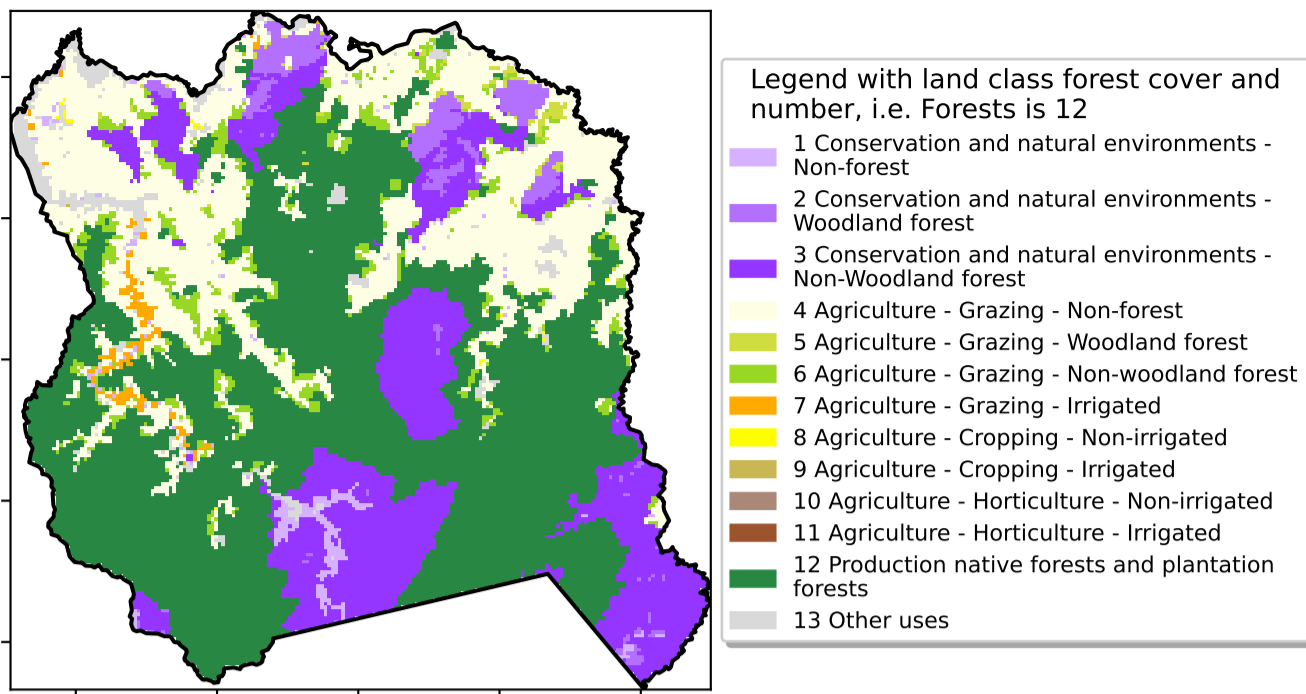 Legend with land class forest cover and
number, i.e. Forests is 12
1 Conservation and natural environments -
Non-forest
2 Conservation and natural environments -
Woodland forest
3 Conservation and natural environments -
Non-Woodland forest
4 Agriculture - Grazing - Non-forest
5 Agriculture - Grazing - Woodland forest
6 Agriculture - Grazing - Non-woodland forest
7 Agriculture - Grazing - Irrigated
8 Agriculture - Cropping - Non-irrigated
9 Agriculture - Cropping - Irrigated
10 Agriculture - Horticulture - Non-irrigated
11 Agriculture - Horticulture - Irrigated
12 Production native forests and plantation
forests
13 Other uses